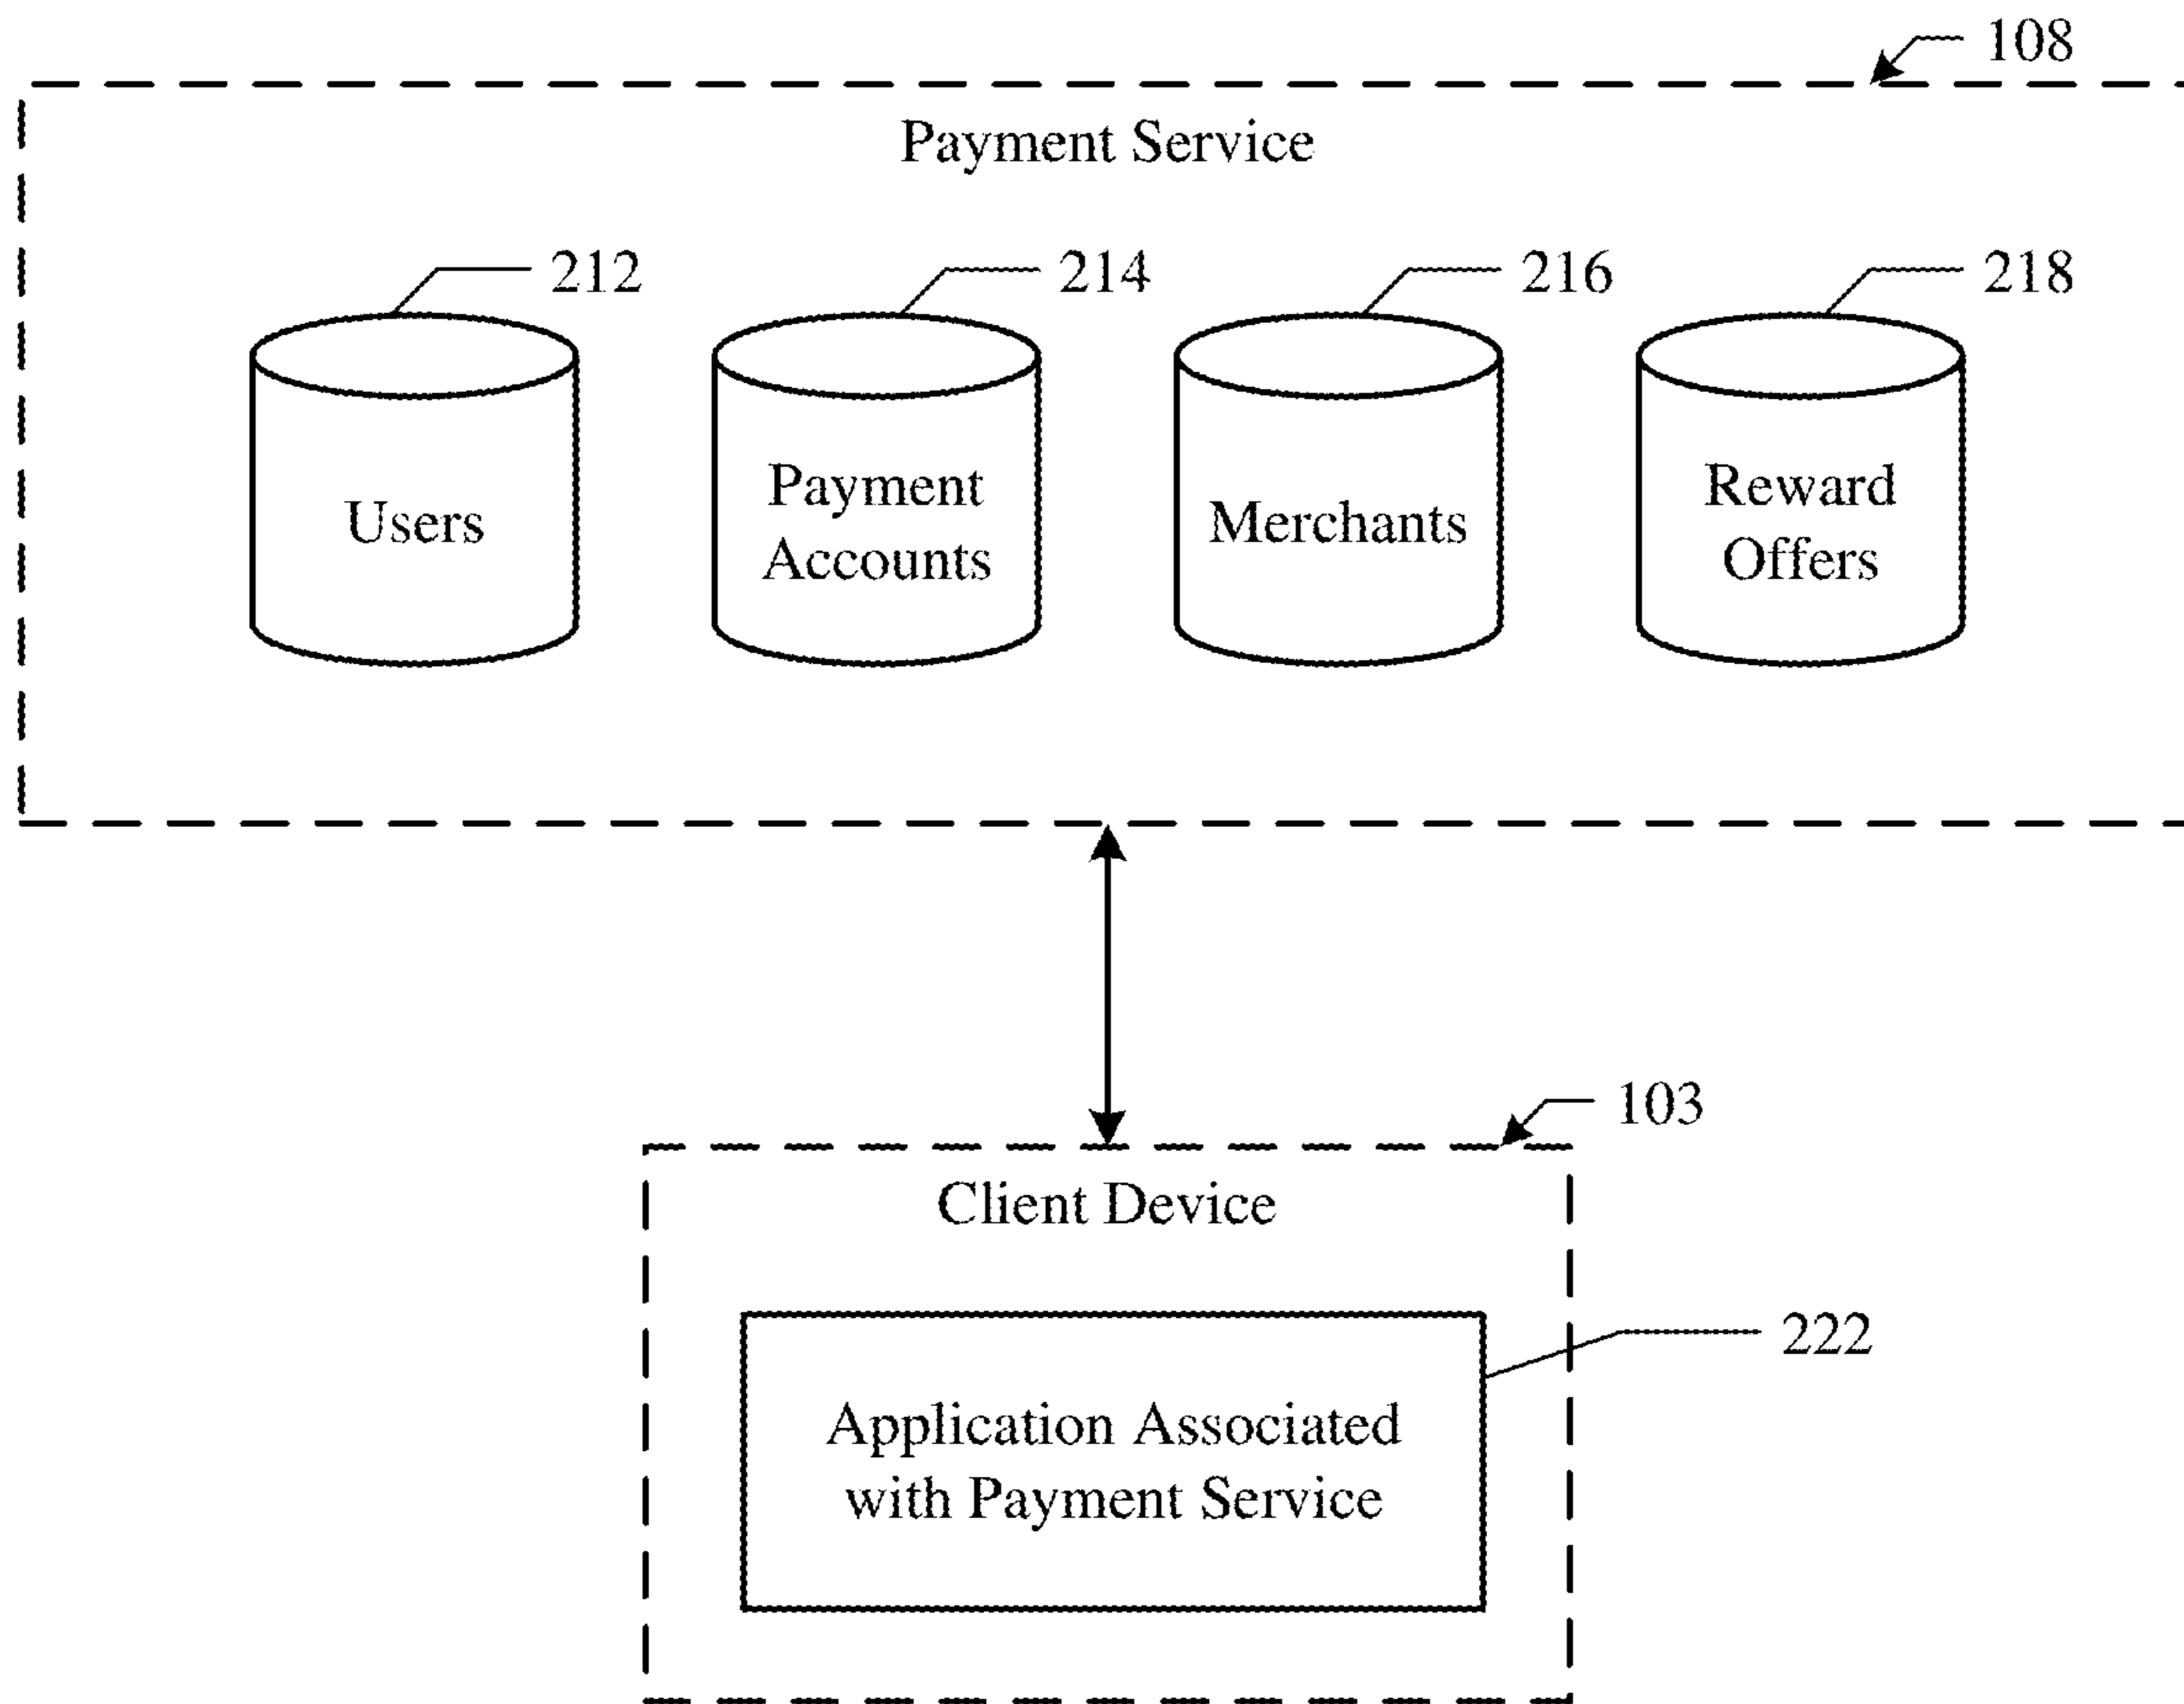 108
Payment Service
212
214
216
218
Users
Payment
Accounts
Merchants
Reward
Offers
103
Client Device
222
Application Associated
with Payment Service